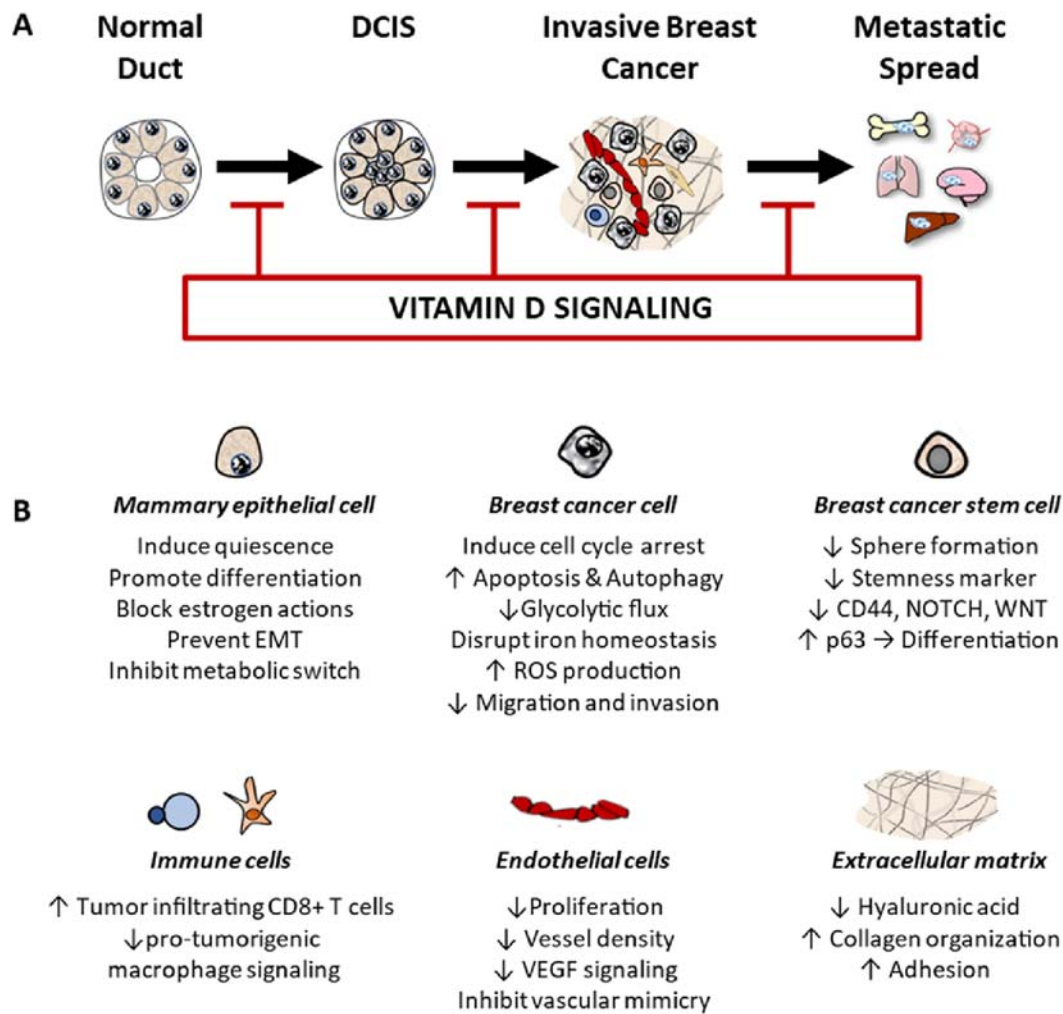 A
Normal
Duct
DCIS
Invasive Breast
Cancer
Metastatic
Spread
VITAMIN D SIGNALING
B
Mammary epithelial cell
Induce quiescence
Promote differentiation
Block estrogen actions
Prevent EMT
Inhibit metabolic switch
Breast cancer cell
Induce cell cycle arrest
↑ Apoptosis & Autophagy
↓Glycolytic flux
Disrupt iron homeostasis
↑ ROS production
↓ Migration and invasion
Breast cancer stem cell
↓ Sphere formation
↓ Stemness marker
↓ CD44, NOTCH, WNT
↑ p63 → Differentiation
Immune cells
↑ Tumor infiltrating CD8+ T cells
↓pro-tumorigenic
macrophage signaling
Endothelial cells
↓Proliferation
↓ Vessel density
↓ VEGF signaling
Inhibit vascular mimicry
Extracellular matrix
↓ Hyaluronic acid
↑ Collagen organization
↑ Adhesion